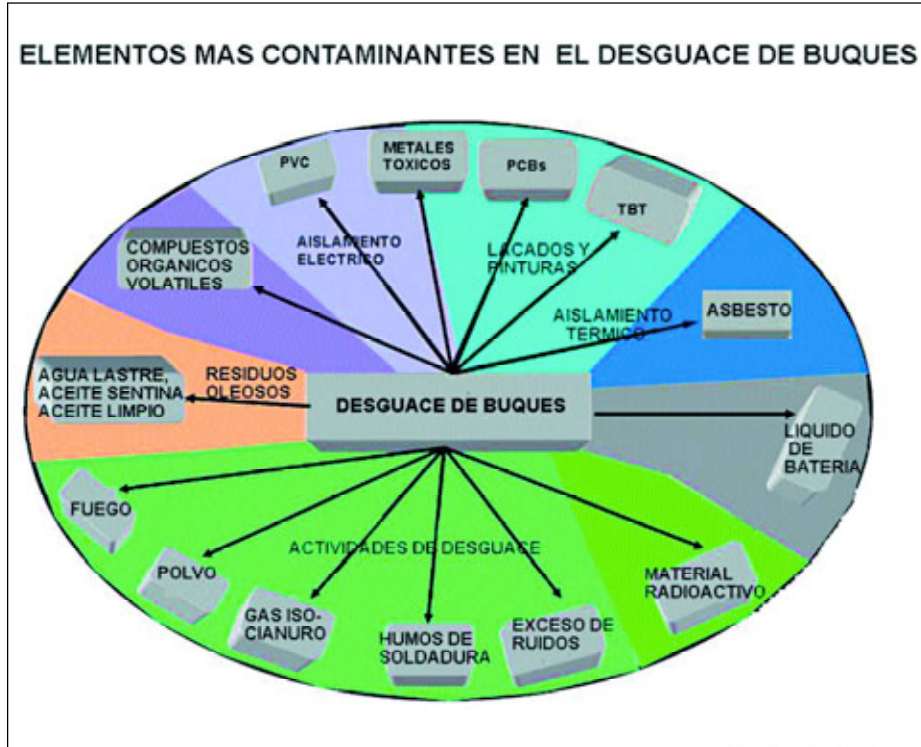 ELEMENTOS MAS CONTAMINANTES EN EL DESGUACE DE BUQUES
PVC
METALES
TOXICOS
PCBs
TBT
COMPUESTOS
ORGANICOS
VOLATILES
AISLAMIENTO
ELECTRICO
LACADOS Y
PINTURAS
AISLAMIENTO
TERMICO
ASBESTO
AGUA LASTRE,
ACEITE SENTINA
ACEITE LIMPIO
RESIDUOS
OLEOSOS
DESGUACE DE BUQUES
LIQUIDO
DE
BATERIA
FUEGO
POLVO
ACTIVIDADES DE DESGUACE
GAS ISO-
CIANURO
HUMOS DE
SOLDADURA
EXCESO DE
RUIDOS
MATERIAL
RADIOACTIVO